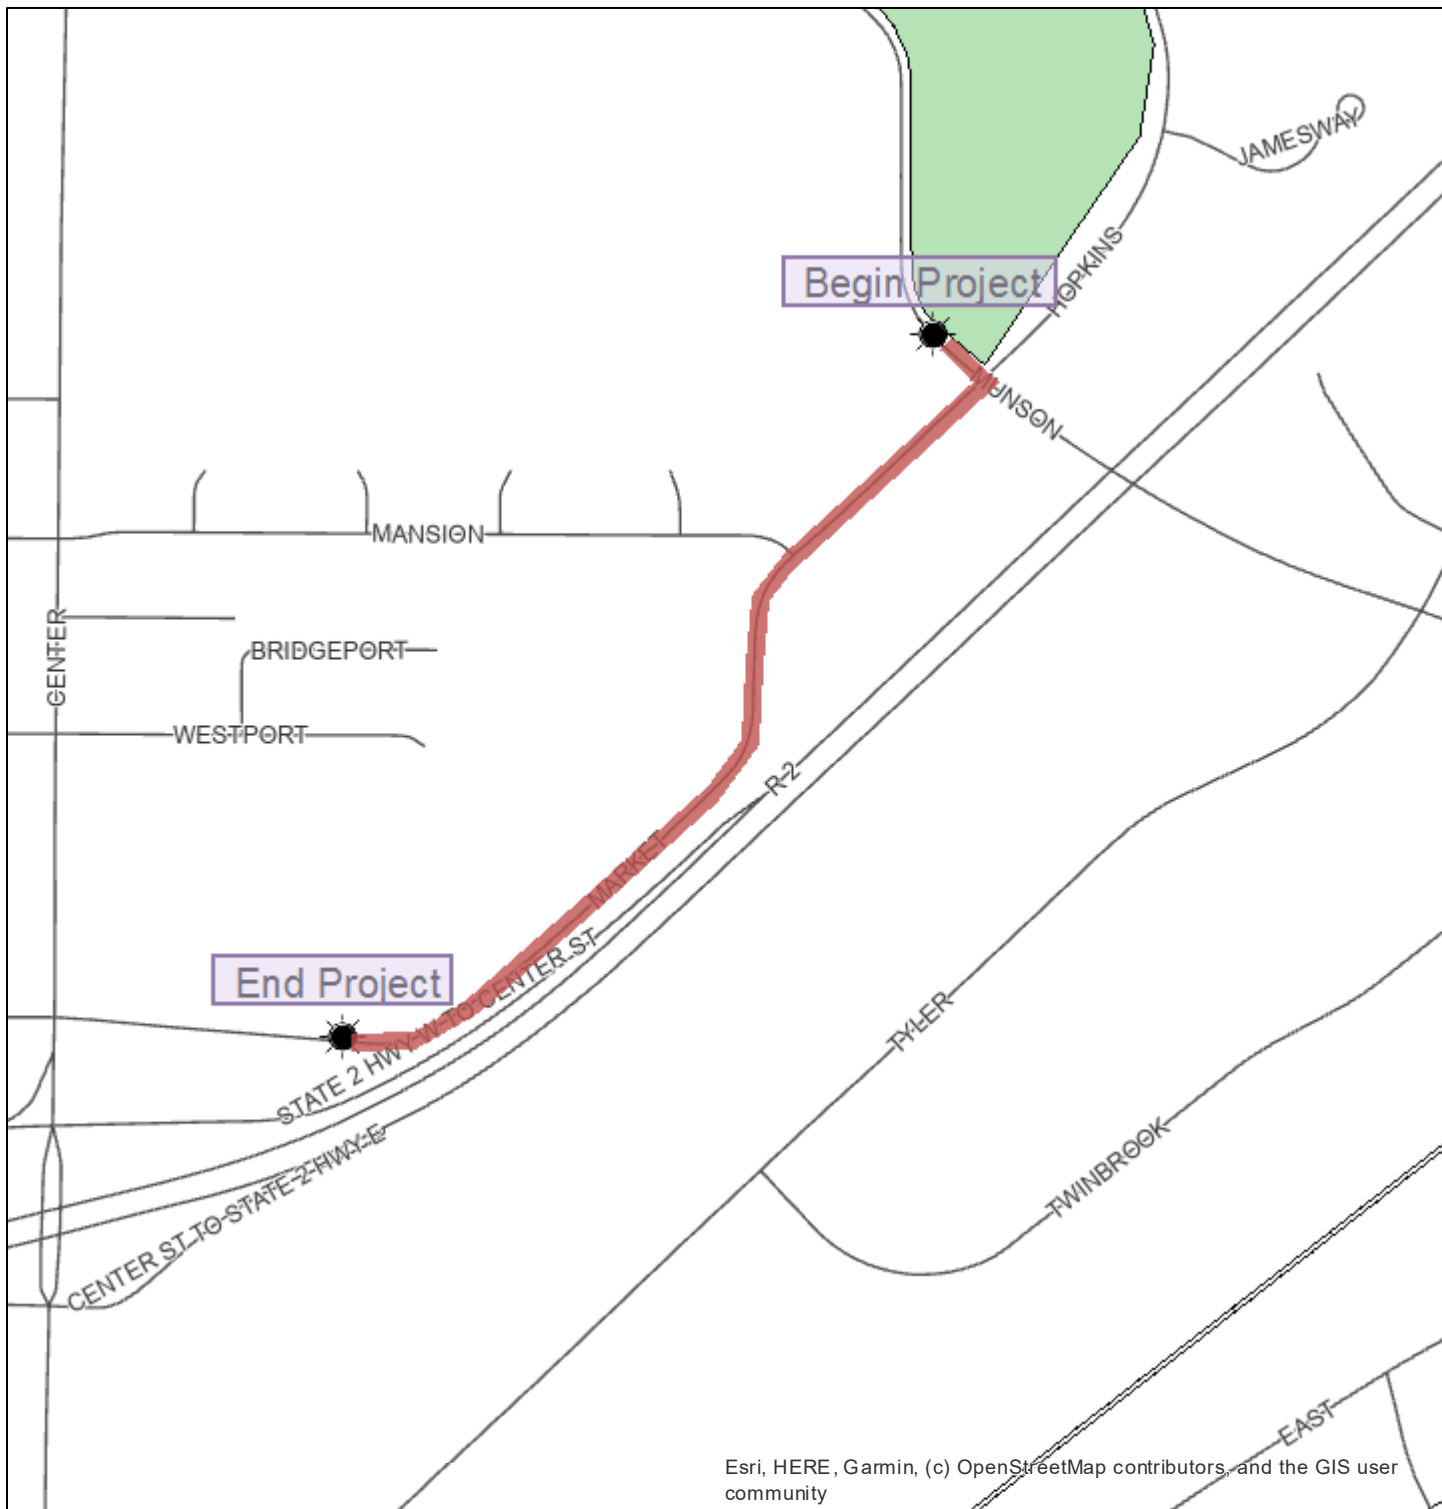 JAMESWAY
HOPKINS
Begin Project
MUNSON
MANSION
CENTER
BRIDGEPORT
WESTPORT
R-2
MARKET
STATE 2 HWY W TO CENTER ST
End Project
CENTER ST TO STATE 2 HWY E
TYLER
TWINBROOK
EAST
Esri, HERE, Garmin, (c) OpenStreetMap contributors, and the GIS user
community